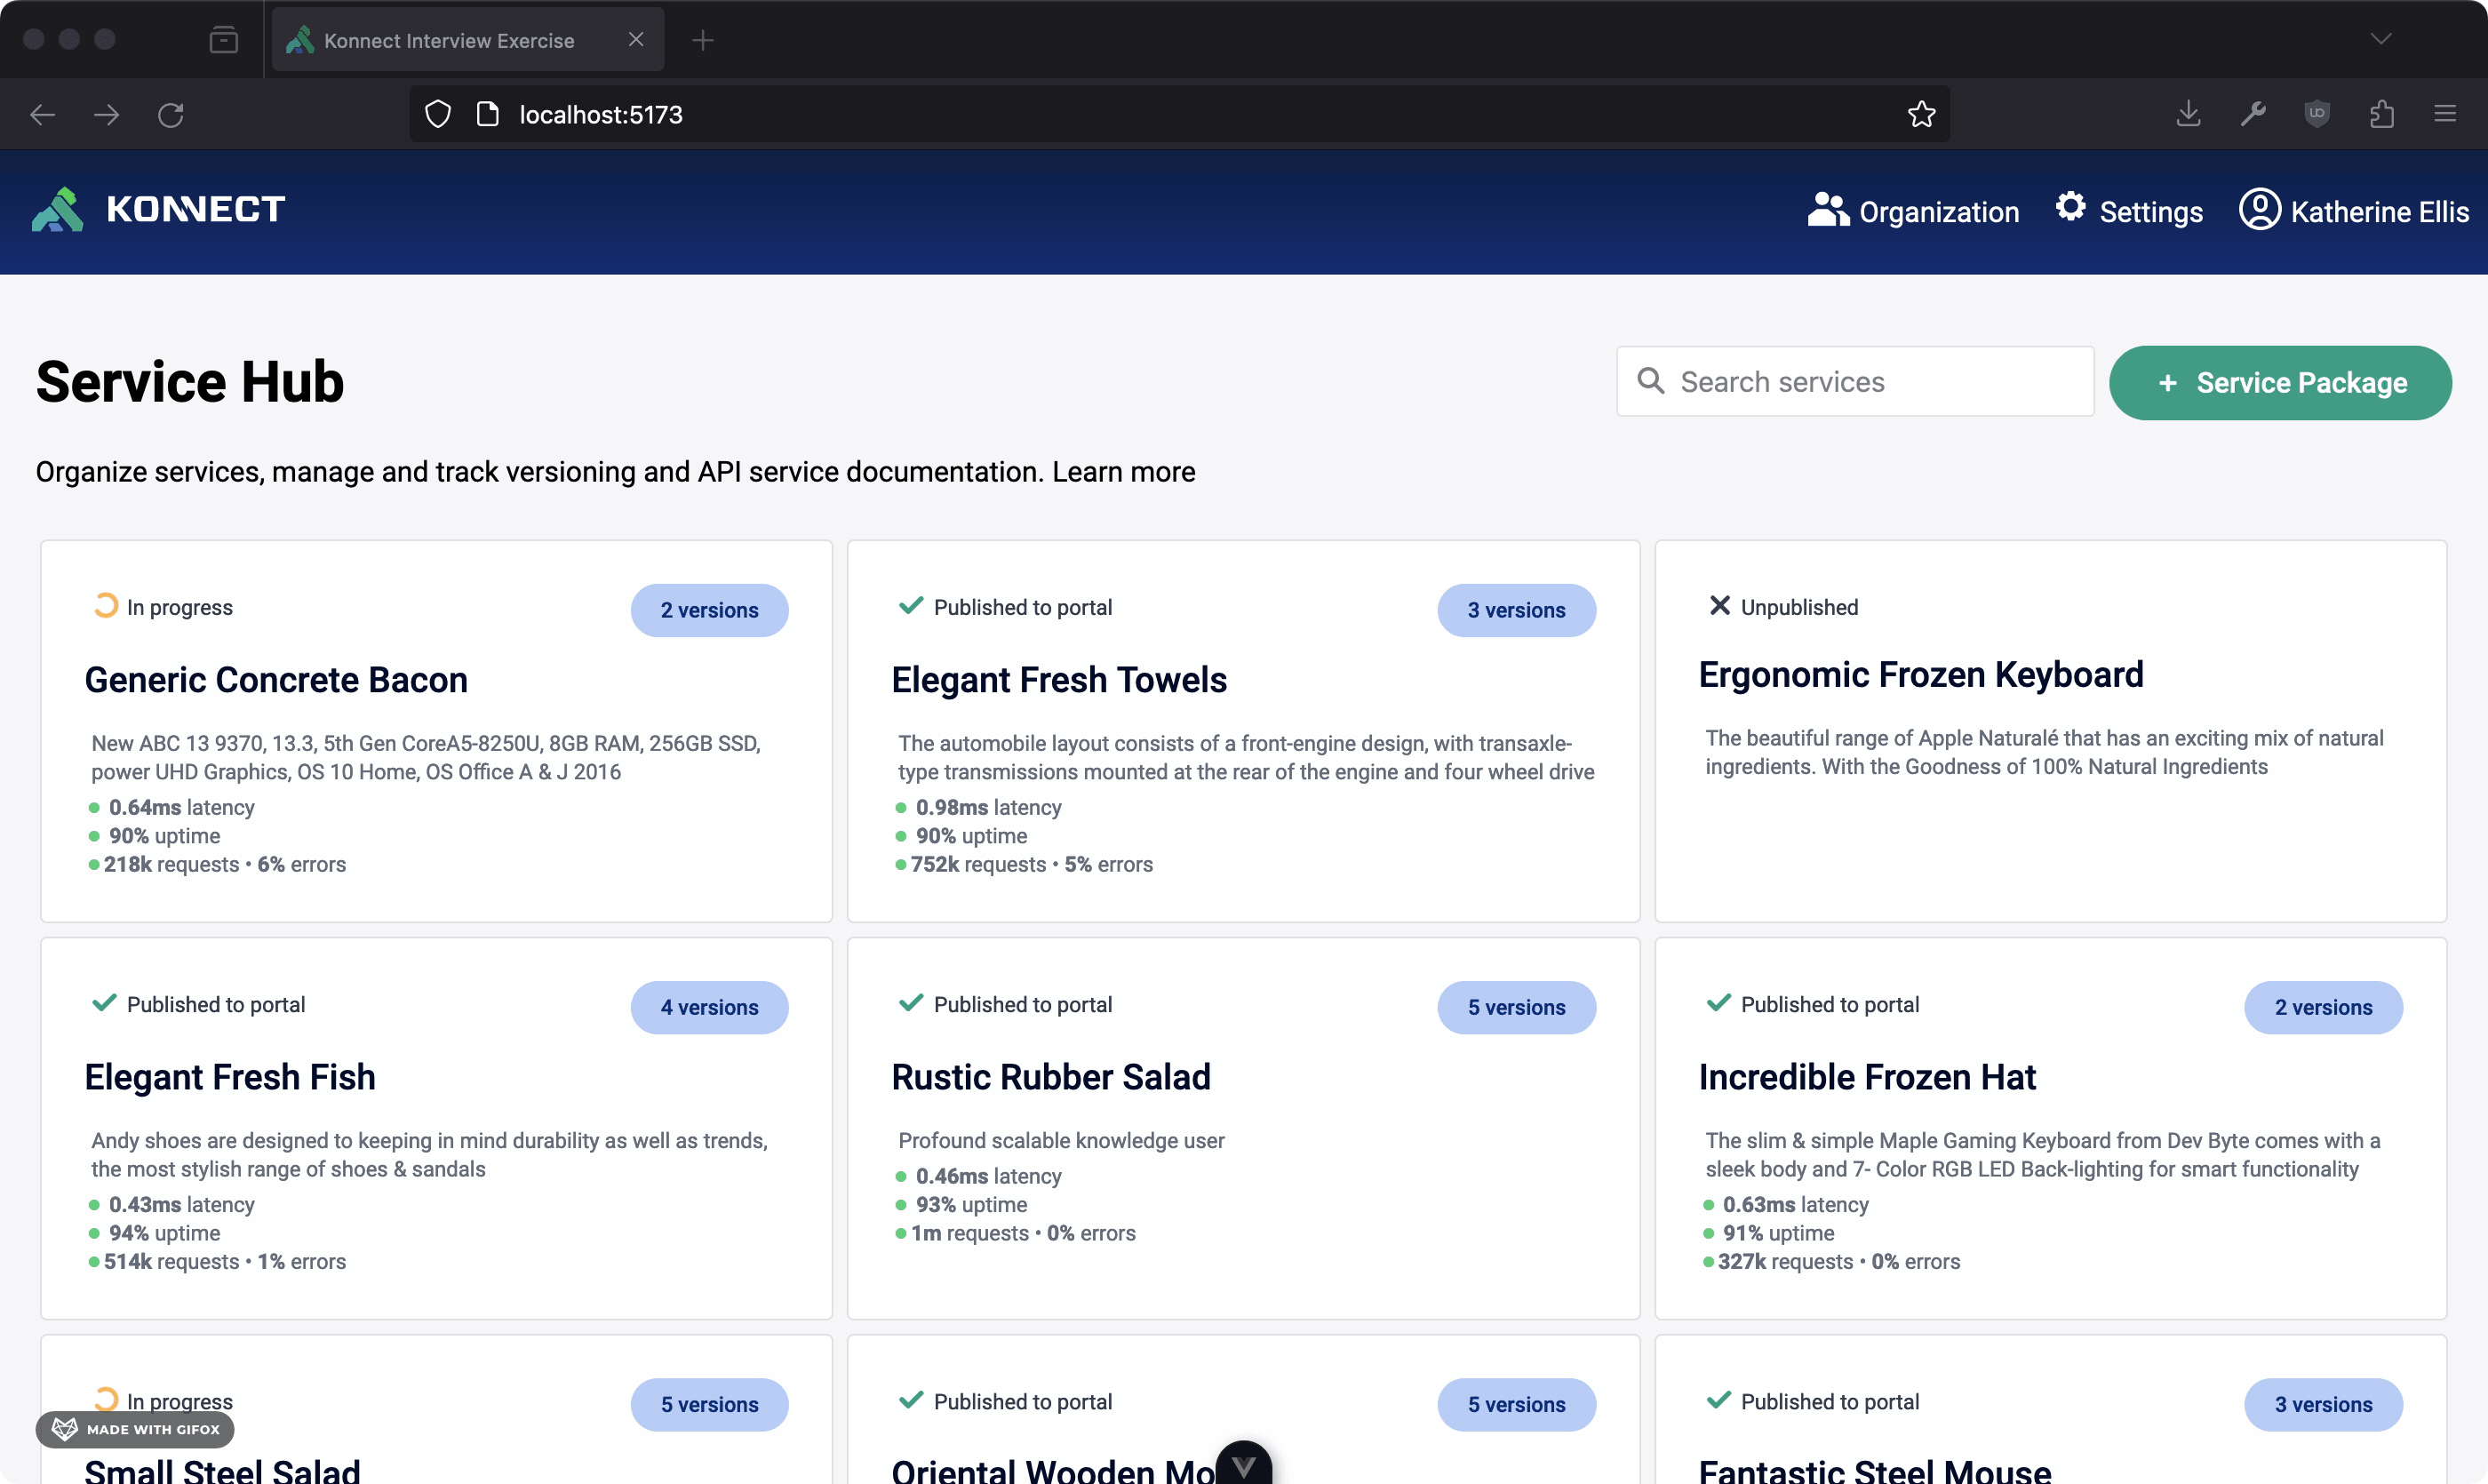 Konnect Interview Exercise
localhost:5173
KONNECT
Organization
Settings
Katherine Ellis
Service Hub
Search services
+ Service Package
Organize services, manage and track versioning and API service documentation. Learn more
In progress
2 versions
Generic Concrete Bacon
New ABC 13 9370, 13.3, 5th Gen CoreA5-8250U, 8GB RAM, 256GB SSD,
power UHD Graphics, OS 10 Home, OS Office A & J 2016
0.64ms latency
90% uptime
218k requests • 6% errors
Published to portal
3 versions
Elegant Fresh Towels
The automobile layout consists of a front-engine design, with transaxle-
type transmissions mounted at the rear of the engine and four wheel drive
0.98ms latency
90% uptime
752k requests • 5% errors
Unpublished
Ergonomic Frozen Keyboard
The beautiful range of Apple Naturalé that has an exciting mix of natural
ingredients. With the Goodness of 100% Natural Ingredients
Published to portal
4 versions
Elegant Fresh Fish
Andy shoes are designed to keeping in mind durability as well as trends,
the most stylish range of shoes & sandals
0.43ms latency
94% uptime
514k requests • 1% errors
Published to portal
5 versions
Rustic Rubber Salad
Profound scalable knowledge user
0.46ms latency
93% uptime
1m requests • 0% errors
Published to portal
2 versions
Incredible Frozen Hat
The slim & simple Maple Gaming Keyboard from Dev Byte comes with a
sleek body and 7- Color RGB LED Back-lighting for smart functionality
0.63ms latency
91% uptime
327k requests • 0% errors
In progress
5 versions
Small Steel Salad
MADE WITH GIFOX
Published to portal
5 versions
Oriental Wooden Mo
Published to portal
3 versions
Fantastic Steel Mouse